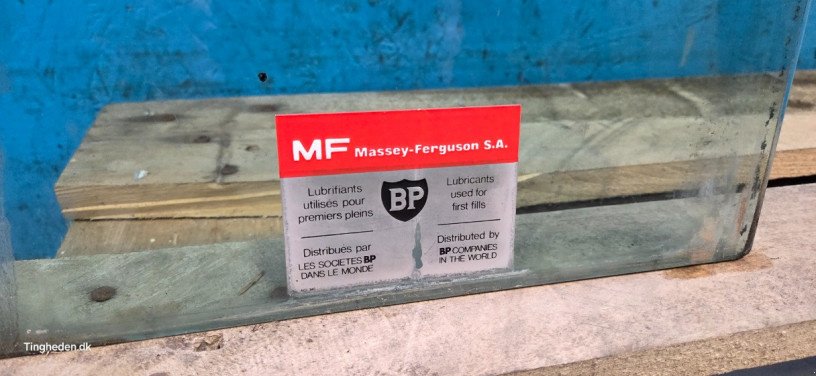 MF Massey-Ferguson S.A.
Lubrifiants
utilisés pour
premiers pleins
BP
Lubricants
used for
first fills
Distribués par
LES SOCIETES BP
DANS LE MONDE
Distributed by
BP COMPANIES
IN THE WORLD
Tingheden.dk